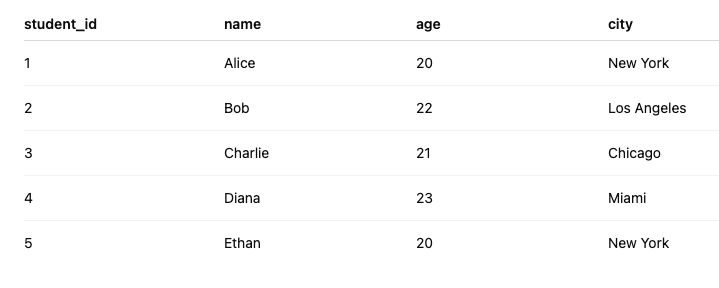 student_id name age city
1 Alice 20 New York
2 Bob 22 Los Angeles
3 Charlie 21 Chicago
4 Diana 23 Miami
5 Ethan 20 New York